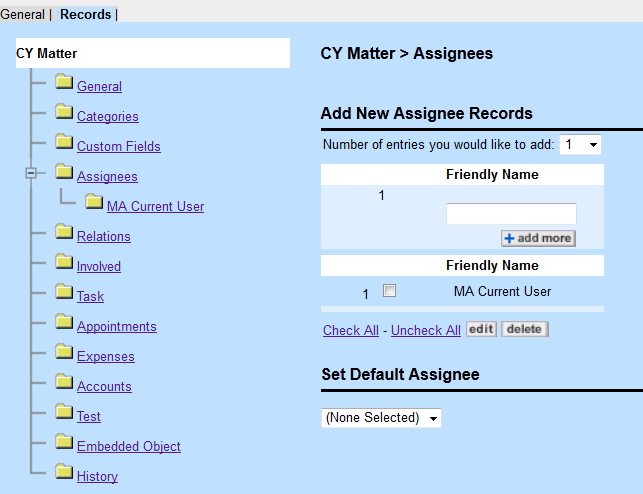 General | Records |
CY Matter
General
Categories
Custom Fields
Assignees
MA Current User
Relations
Involved
Task
Appointments
Expenses
Accounts
Test
Embedded Object
History
CY Matter > Assignees
Add New Assignee Records
Number of entries you would like to add: 1
Friendly Name
1
+ add more
Friendly Name
1 MA Current User
Check All - Uncheck All edit delete
Set Default Assignee
(None Selected)